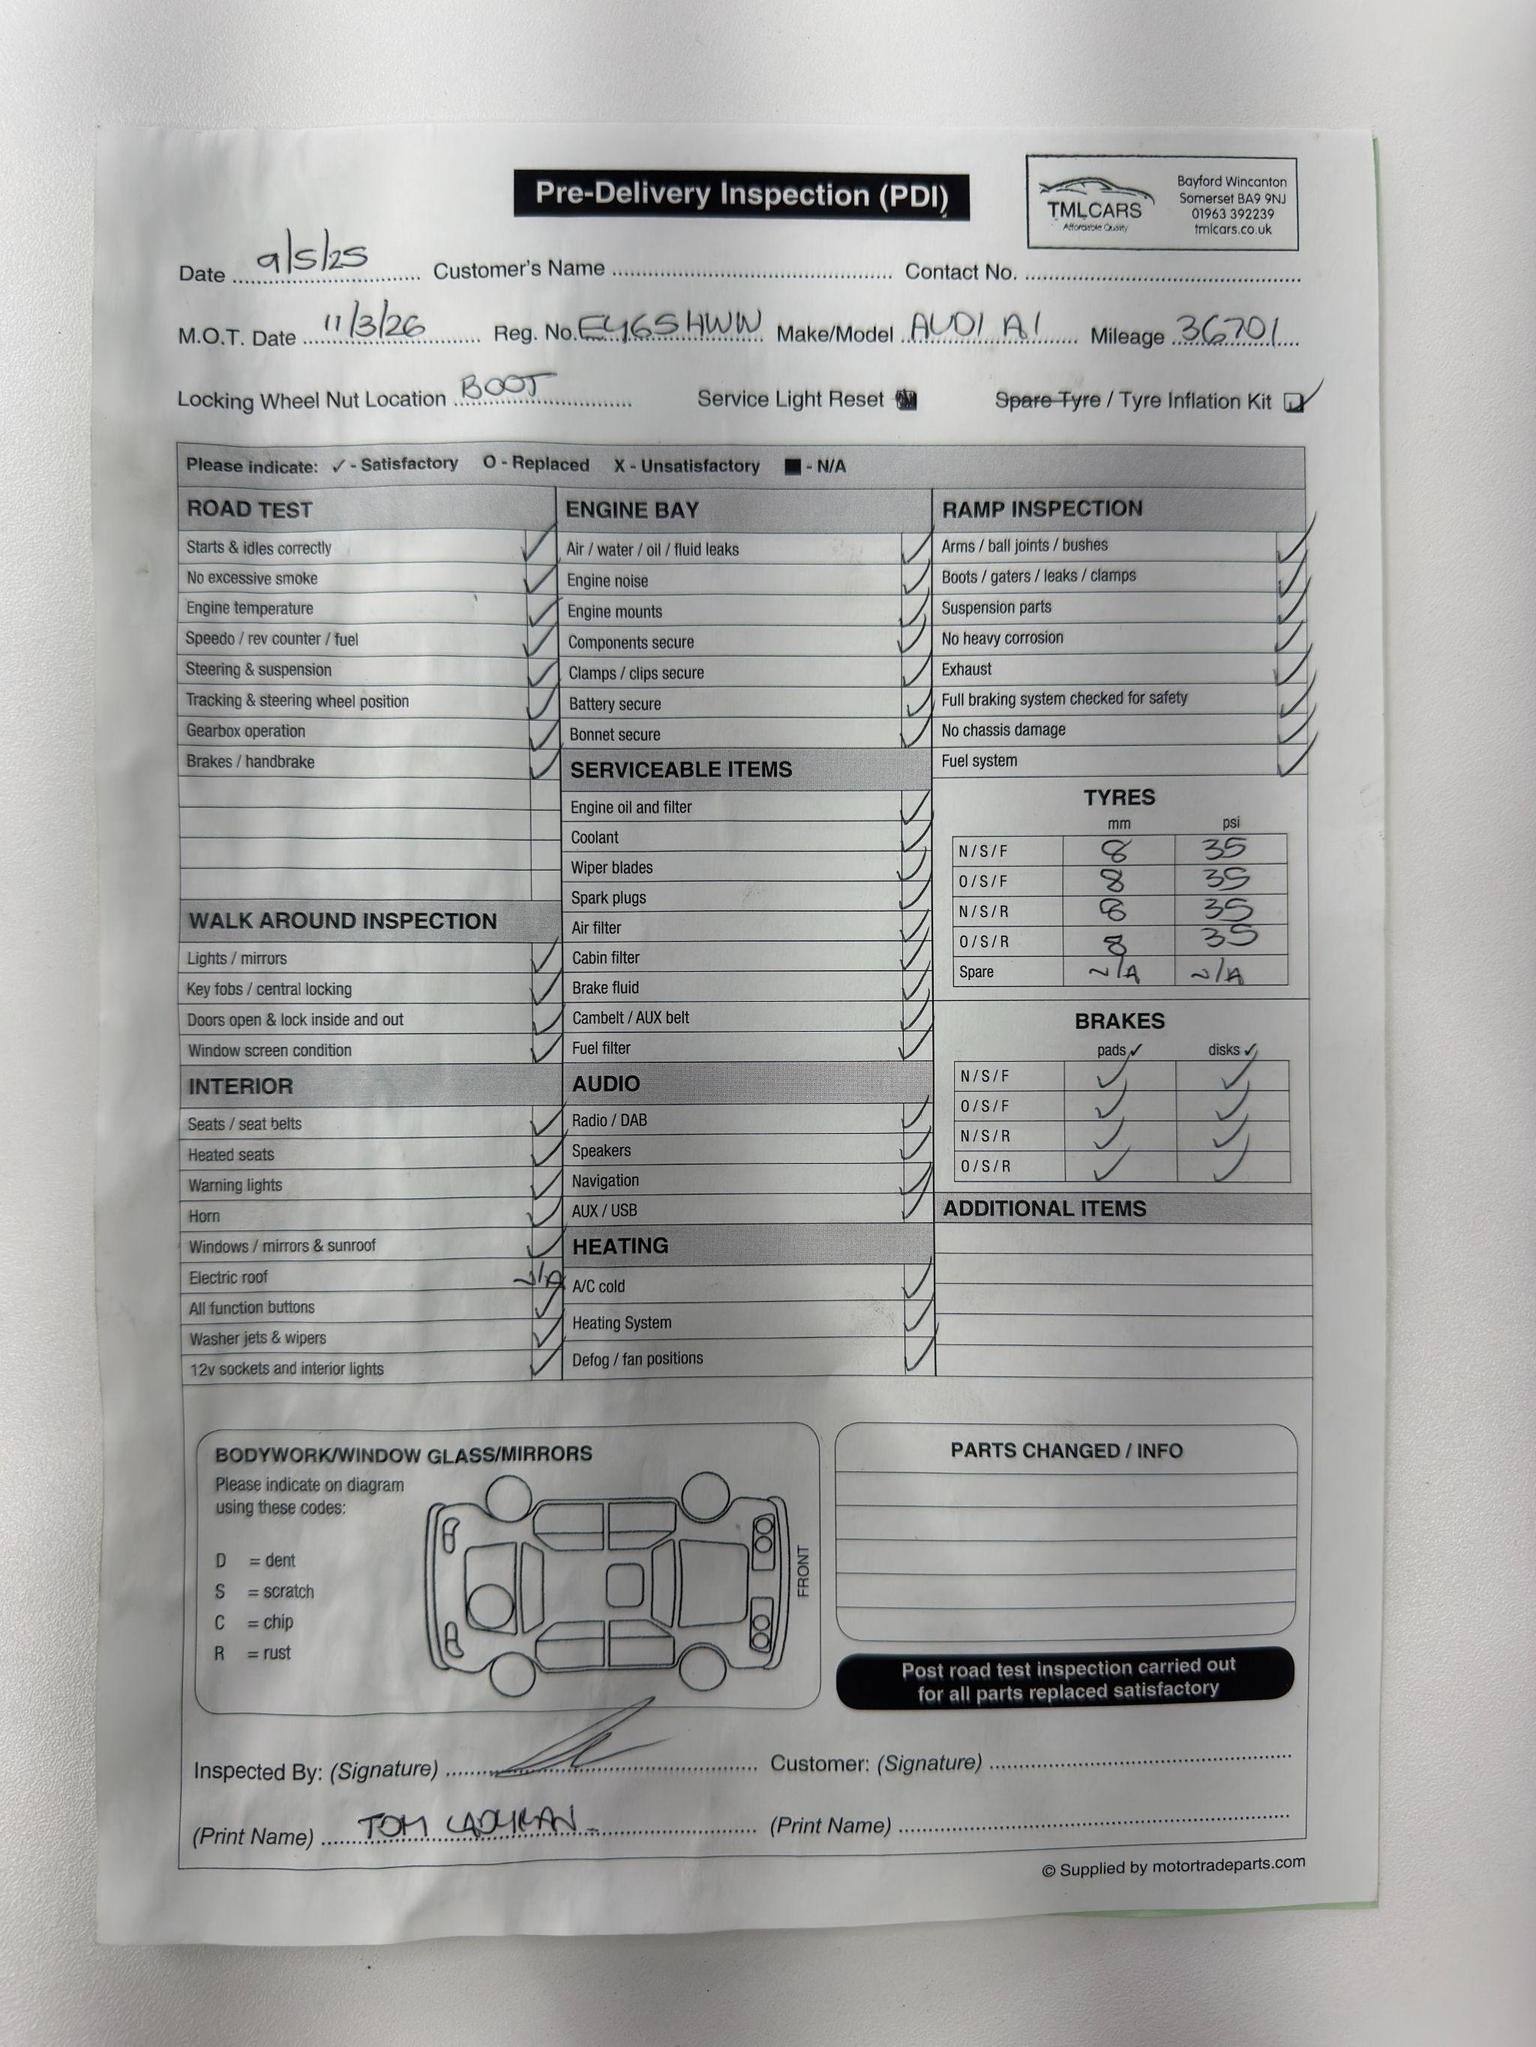 Pre-Delivery Inspection (PDI)
TMLCARS
Affordable Quality
Bayford Wincanton
Somerset BA9 9NJ
01963 392239
tmlcars.co.uk
Date 9/5/25 Customer's Name Contact No.
M.O.T. Date 11/3/26 Reg. No. EY65HWN Make/Model AUDI A1 Mileage 36701
Locking Wheel Nut Location BOOT Service Light Reset ■ Spare Tyre / Tyre Inflation Kit ✓
Please indicate: ✓ - Satisfactory O - Replaced X - Unsatisfactory ■ - N/A
ROAD TEST
Starts & idles correctly ✓
No excessive smoke ✓
Engine temperature ✓
Speedo / rev counter / fuel ✓
Steering & suspension ✓
Tracking & steering wheel position ✓
Gearbox operation ✓
Brakes / handbrake ✓
WALK AROUND INSPECTION
Lights / mirrors ✓
Key fobs / central locking ✓
Doors open & lock inside and out ✓
Window screen condition ✓
INTERIOR
Seats / seat belts ✓
Heated seats ✓
Warning lights ✓
Horn ✓
Windows / mirrors & sunroof ✓
Electric roof N/A
All function buttons ✓
Washer jets & wipers ✓
12v sockets and interior lights ✓
ENGINE BAY
Air / water / oil / fluid leaks ✓
Engine noise ✓
Engine mounts ✓
Components secure ✓
Clamps / clips secure ✓
Battery secure ✓
Bonnet secure ✓
SERVICEABLE ITEMS
Engine oil and filter ✓
Coolant ✓
Wiper blades ✓
Spark plugs ✓
Air filter ✓
Cabin filter ✓
Brake fluid ✓
Cambelt / AUX belt ✓
Fuel filter ✓
AUDIO
Radio / DAB ✓
Speakers ✓
Navigation ✓
AUX / USB ✓
HEATING
A/C cold ✓
Heating System ✓
Defog / fan positions ✓
RAMP INSPECTION
Arms / ball joints / bushes ✓
Boots / gaters / leaks / clamps ✓
Suspension parts ✓
No heavy corrosion ✓
Exhaust ✓
Full braking system checked for safety ✓
No chassis damage ✓
Fuel system ✓
TYRES
mm psi
N/S/F 8 35
O/S/F 8 35
N/S/R 8 35
O/S/R 8 35
Spare N/A N/A
BRAKES
pads ✓ disks ✓
N/S/F ✓ ✓
O/S/F ✓ ✓
N/S/R ✓ ✓
O/S/R ✓ ✓
ADDITIONAL ITEMS
BODYWORK/WINDOW GLASS/MIRRORS
Please indicate on diagram
using these codes:
D = dent
S = scratch
C = chip
R = rust
FRONT
PARTS CHANGED / INFO
Post road test inspection carried out
for all parts replaced satisfactory
Inspected By: (Signature) Customer: (Signature)
(Print Name) TOM (Print Name)
© Supplied by motortradeparts.com